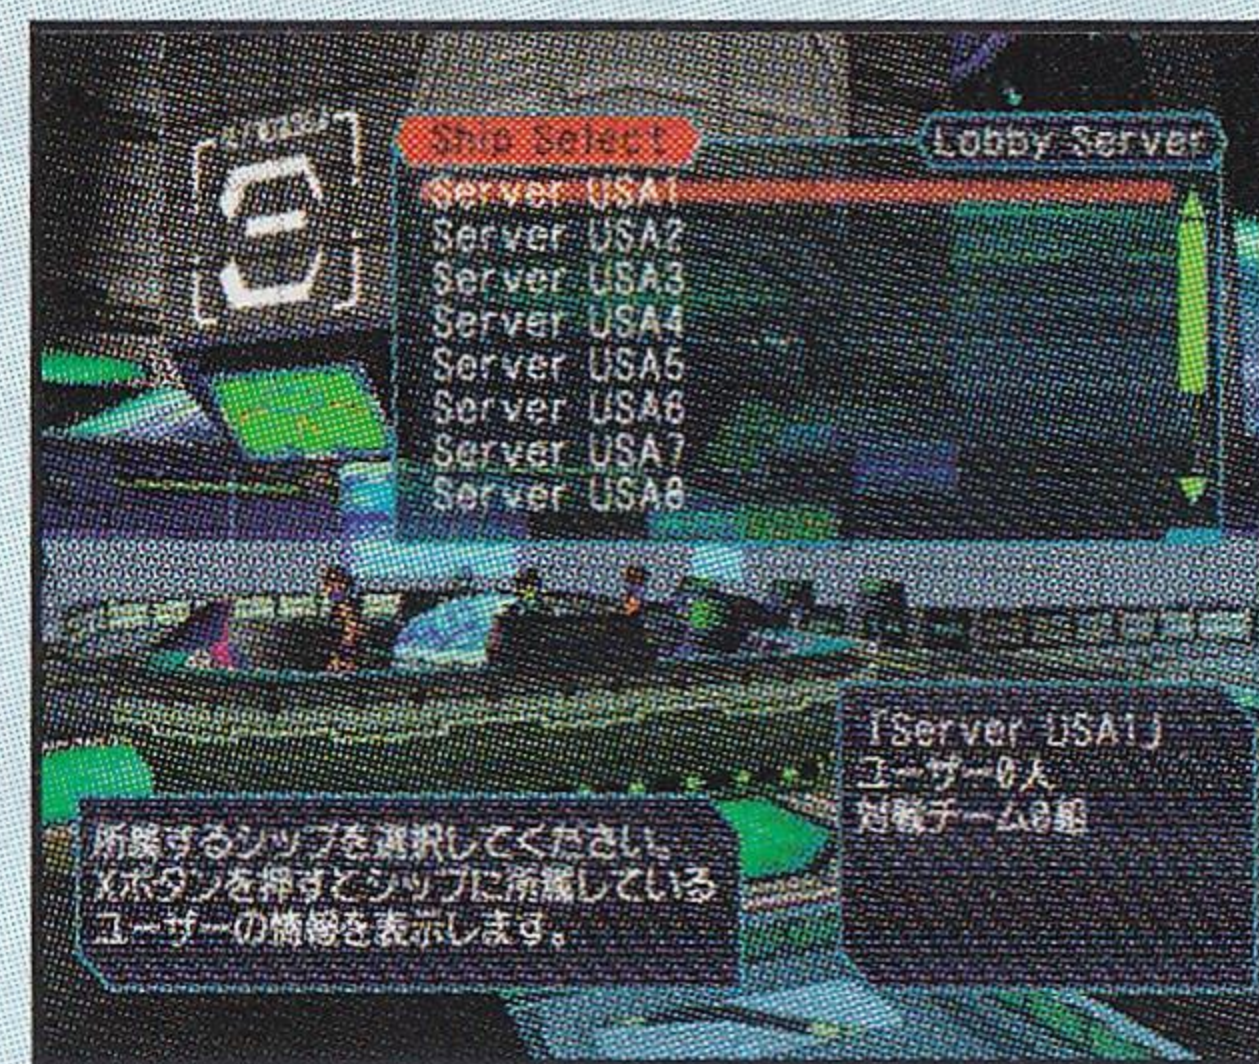 Ship Select
Lobby Server
Server USA1
Server USA2
Server USA3
Server USA4
Server USA5
Server USA6
Server USA7
Server USA8
「Server USA1」
ユーザー0人
対戦チーム0組
所属するシップを選択してください。
Xボタンを押すとシップに所属している
ユーザーの情報を表示します。